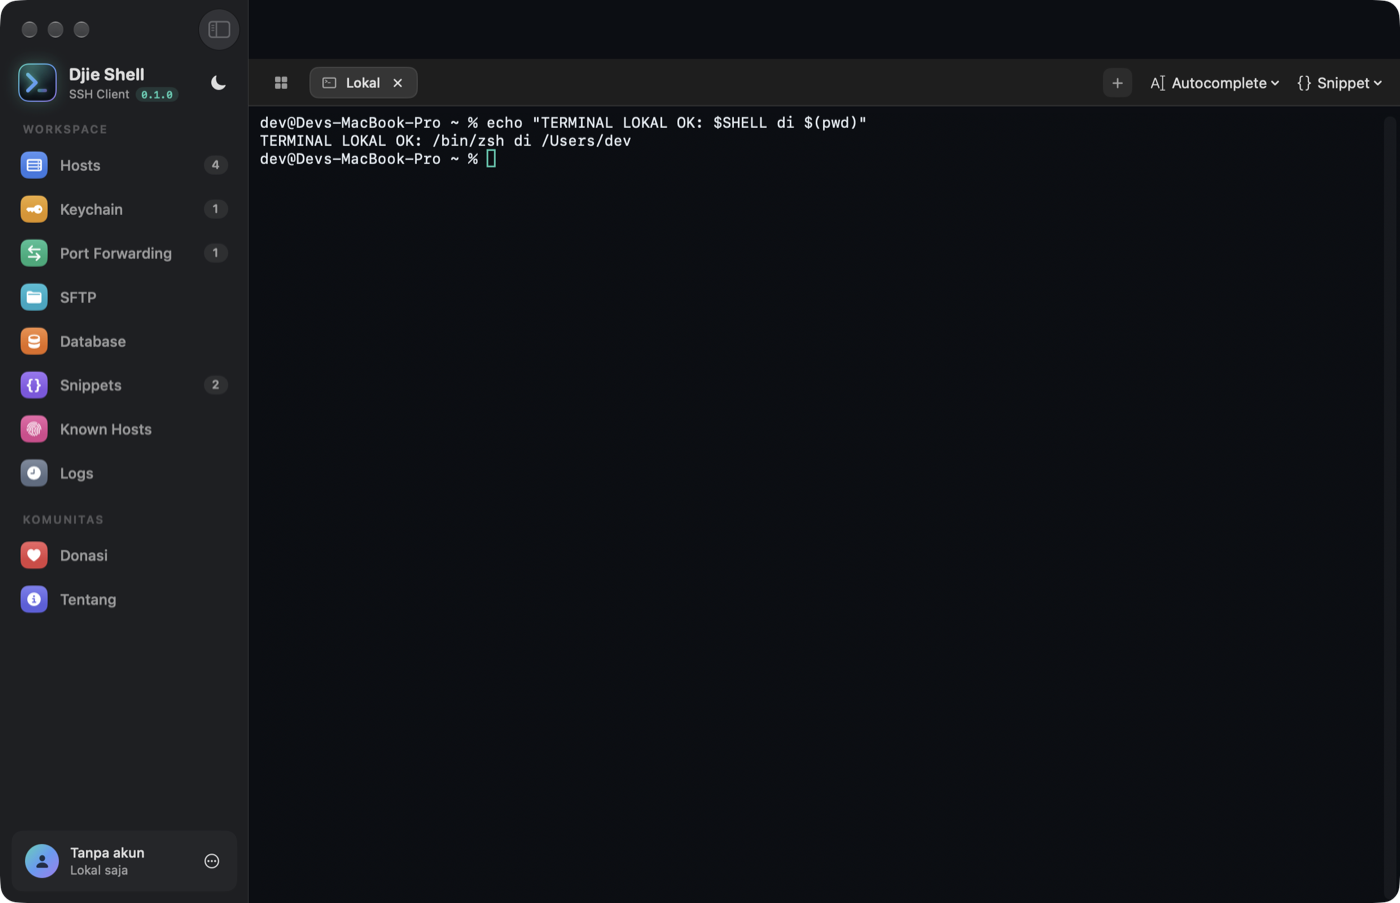 Djie Shell
SSH Client 0.1.0
WORKSPACE
Hosts 4
Keychain 1
Port Forwarding 1
SFTP
Database
Snippets 2
Known Hosts
Logs
KOMUNITAS
Donasi
Tentang
Tanpa akun
Lokal saja
Lokal
Autocomplete
{} Snippet
dev@Devs-MacBook-Pro ~ % echo "TERMINAL LOKAL OK: $SHELL di $(pwd)"
TERMINAL LOKAL OK: /bin/zsh di /Users/dev
dev@Devs-MacBook-Pro ~ %